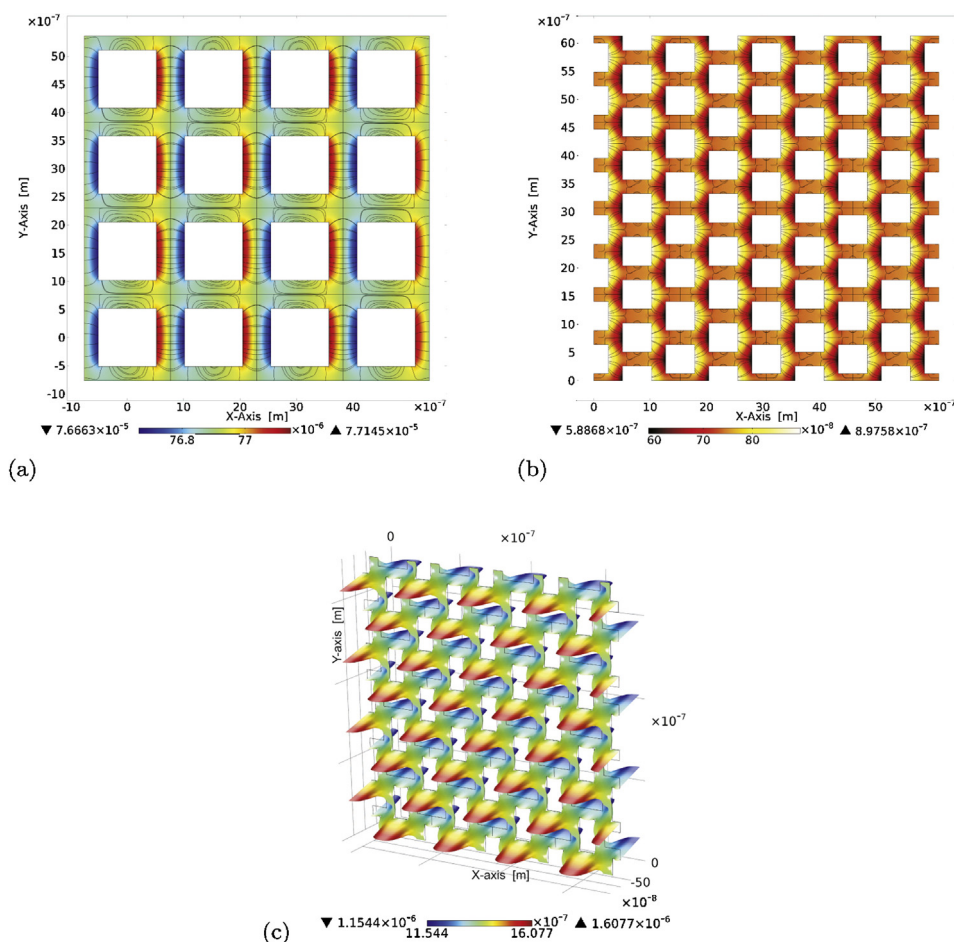 ×10⁻⁷
50
45
40
35
30
25
20
15
10
5
0
-5
-10
Y-Axis [m]
-10 0 10 20 30 40 ×10⁻⁷
X-Axis [m]
▼ 7.6663×10⁻⁵ 76.8 77 ×10⁻⁶ ▲ 7.7145×10⁻⁵
(a)
×10⁻⁷
60
55
50
45
40
35
30
25
20
15
10
5
0
Y-Axis [m]
0 10 20 30 40 50 ×10⁻⁷
X-Axis [m]
▼ 5.8868×10⁻⁷ 60 70 80 ×10⁻⁸ ▲ 8.9758×10⁻⁷
(b)
0 ×10⁻⁷
Y-axis [m]
×10⁻⁷
X-axis [m]
0
-50
×10⁻⁸
▼ 1.1544×10⁻⁶ 11.544 16.077 ×10⁻⁷ ▲ 1.6077×10⁻⁶
(c)